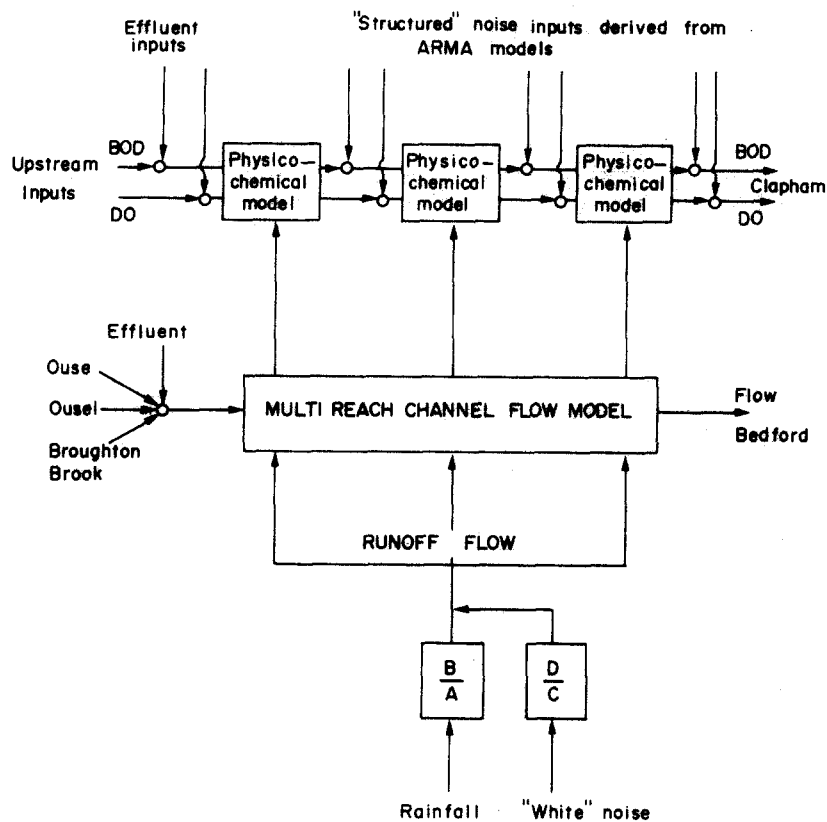 Effluent
inputs
"Structured" noise inputs derived from
ARMA models
Upstream
Inputs
BOD
DO
Physico-
chemical
model
Physico-
chemical
model
Physico-
chemical
model
BOD
Clapham
DO
Effluent
Ouse
Ousel
Broughton
Brook
MULTI REACH CHANNEL FLOW MODEL
Flow
Bedford
RUNOFF FLOW
B
A
D
C
Rainfall
"White" noise